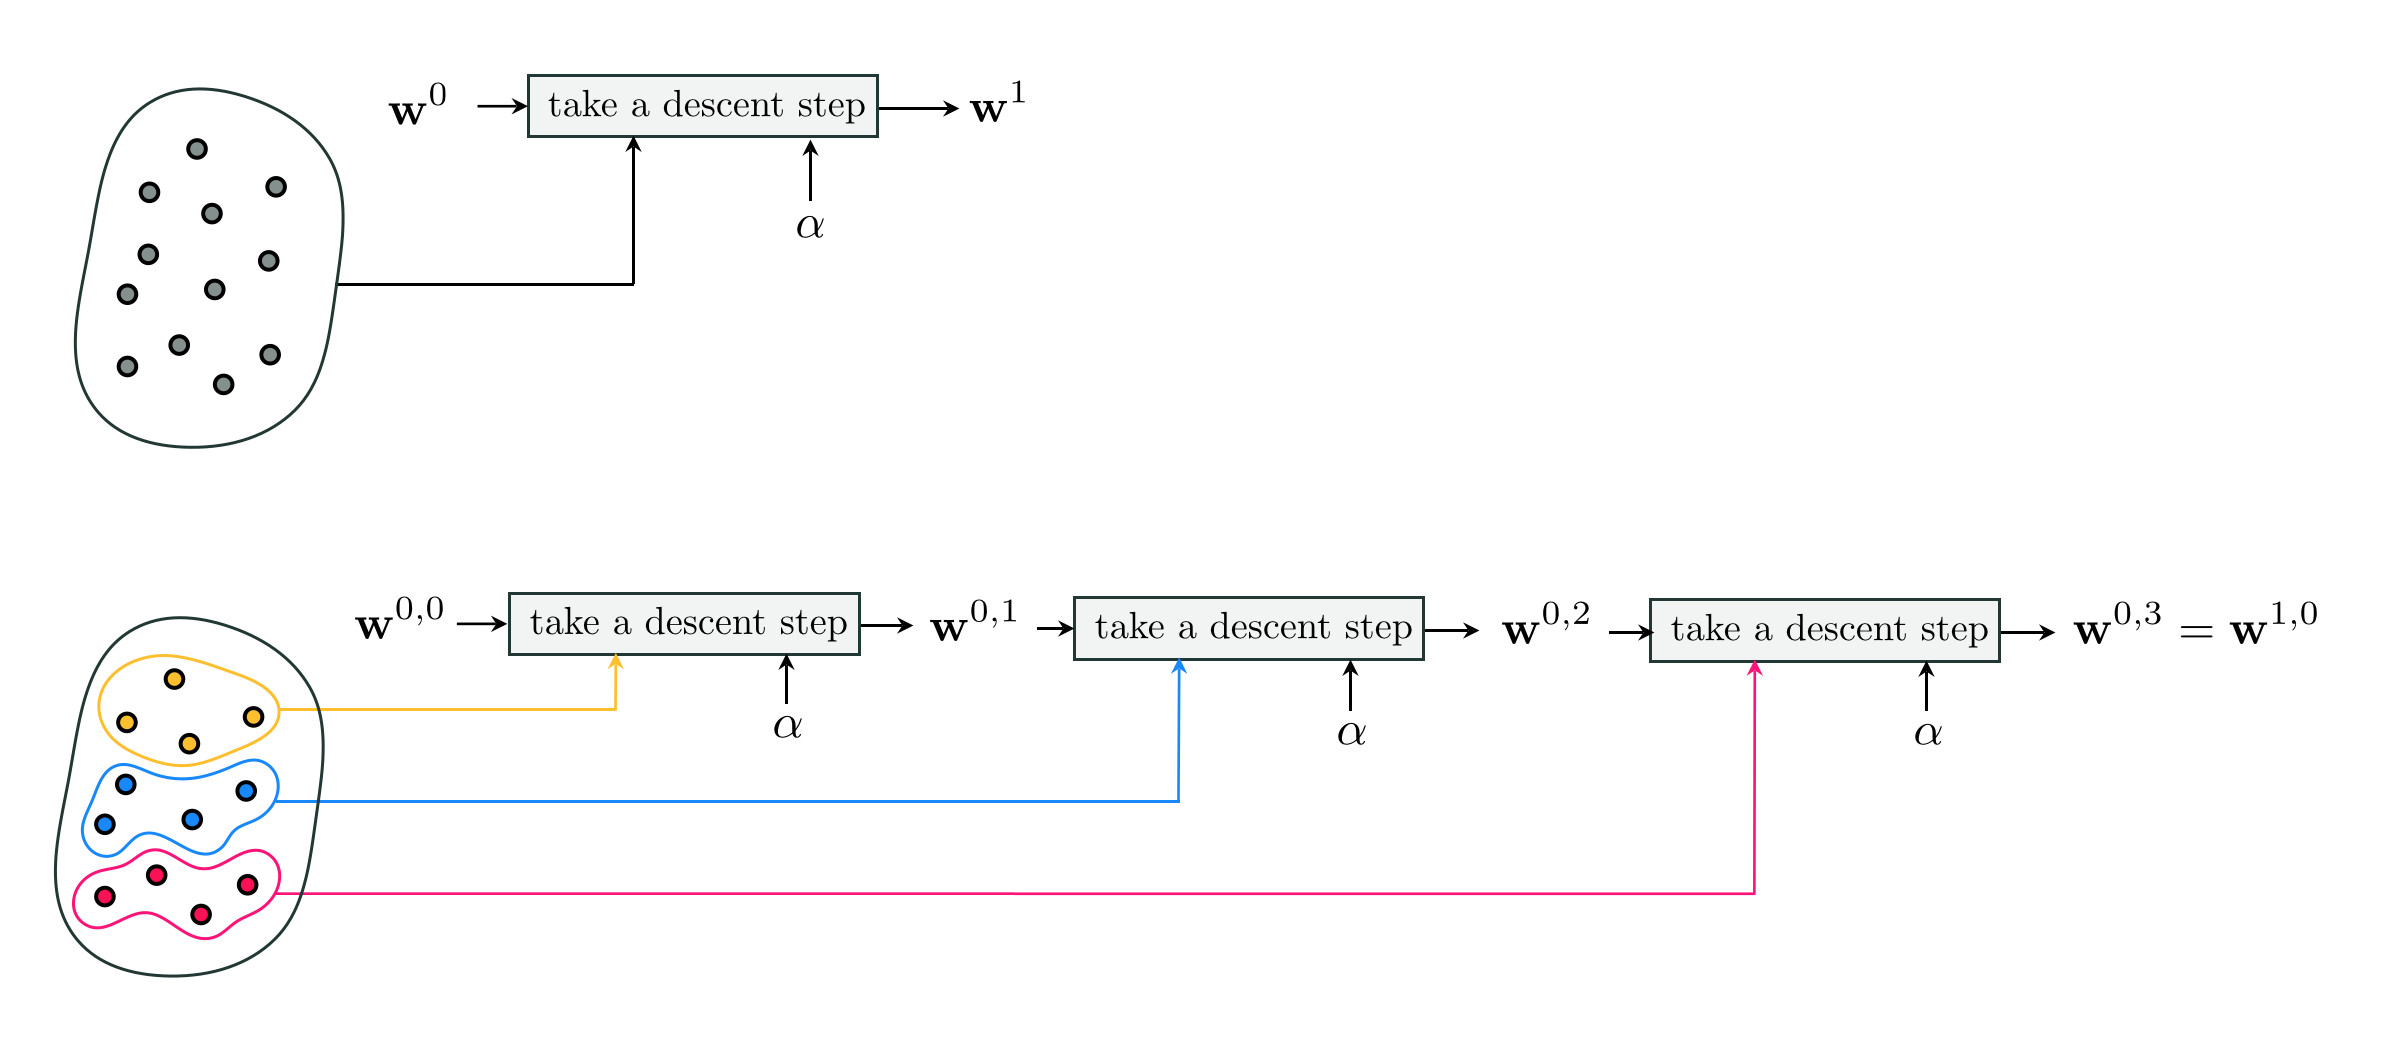 𝐰⁰ take a descent step 𝐰¹
α
𝐰⁰,⁰ take a descent step 𝐰⁰,¹ take a descent step 𝐰⁰,² take a descent step 𝐰⁰,³ = 𝐰¹,⁰
α α α